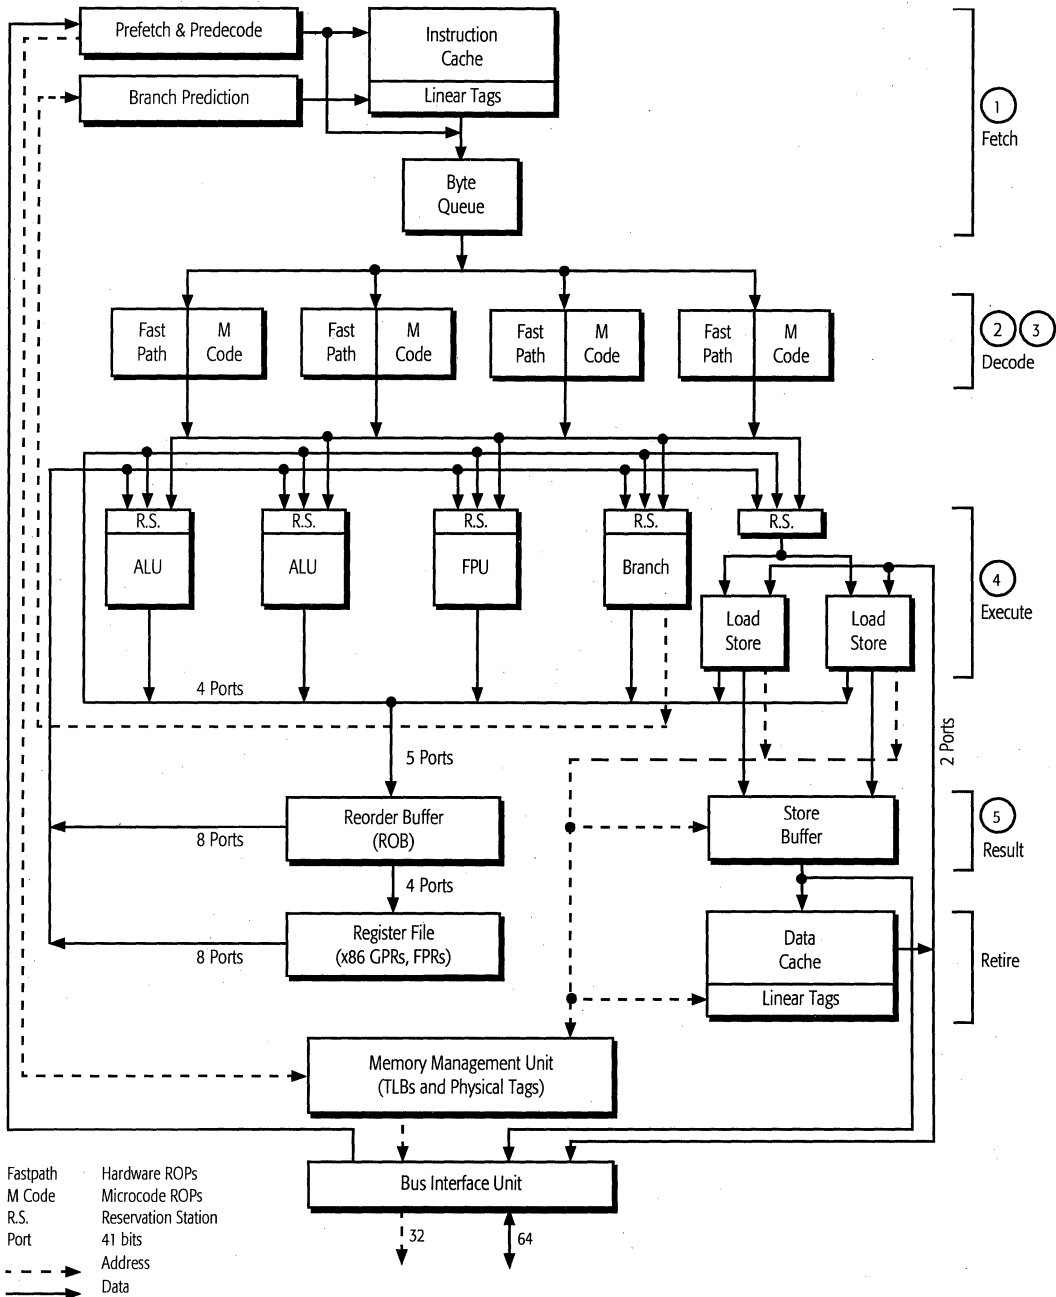 Prefetch & Predecode
Instruction
Cache
Linear Tags
Branch Prediction
1
Fetch
Byte
Queue
Fast
Path
M
Code
Fast
Path
M
Code
Fast
Path
M
Code
Fast
Path
M
Code
2
3
Decode
R.S.
ALU
R.S.
ALU
R.S.
FPU
R.S.
Branch
R.S.
Load
Store
Load
Store
4
Execute
4 Ports
5 Ports
2 Ports
Reorder Buffer
(ROB)
8 Ports
Store
Buffer
5
Result
4 Ports
Register File
(x86 GPRs, FPRs)
8 Ports
Data
Cache
Linear Tags
Retire
Memory Management Unit
(TLBs and Physical Tags)
Bus Interface Unit
32
64
Fastpath Hardware ROPs
M Code Microcode ROPs
R.S. Reservation Station
Port 41 bits
Address
Data